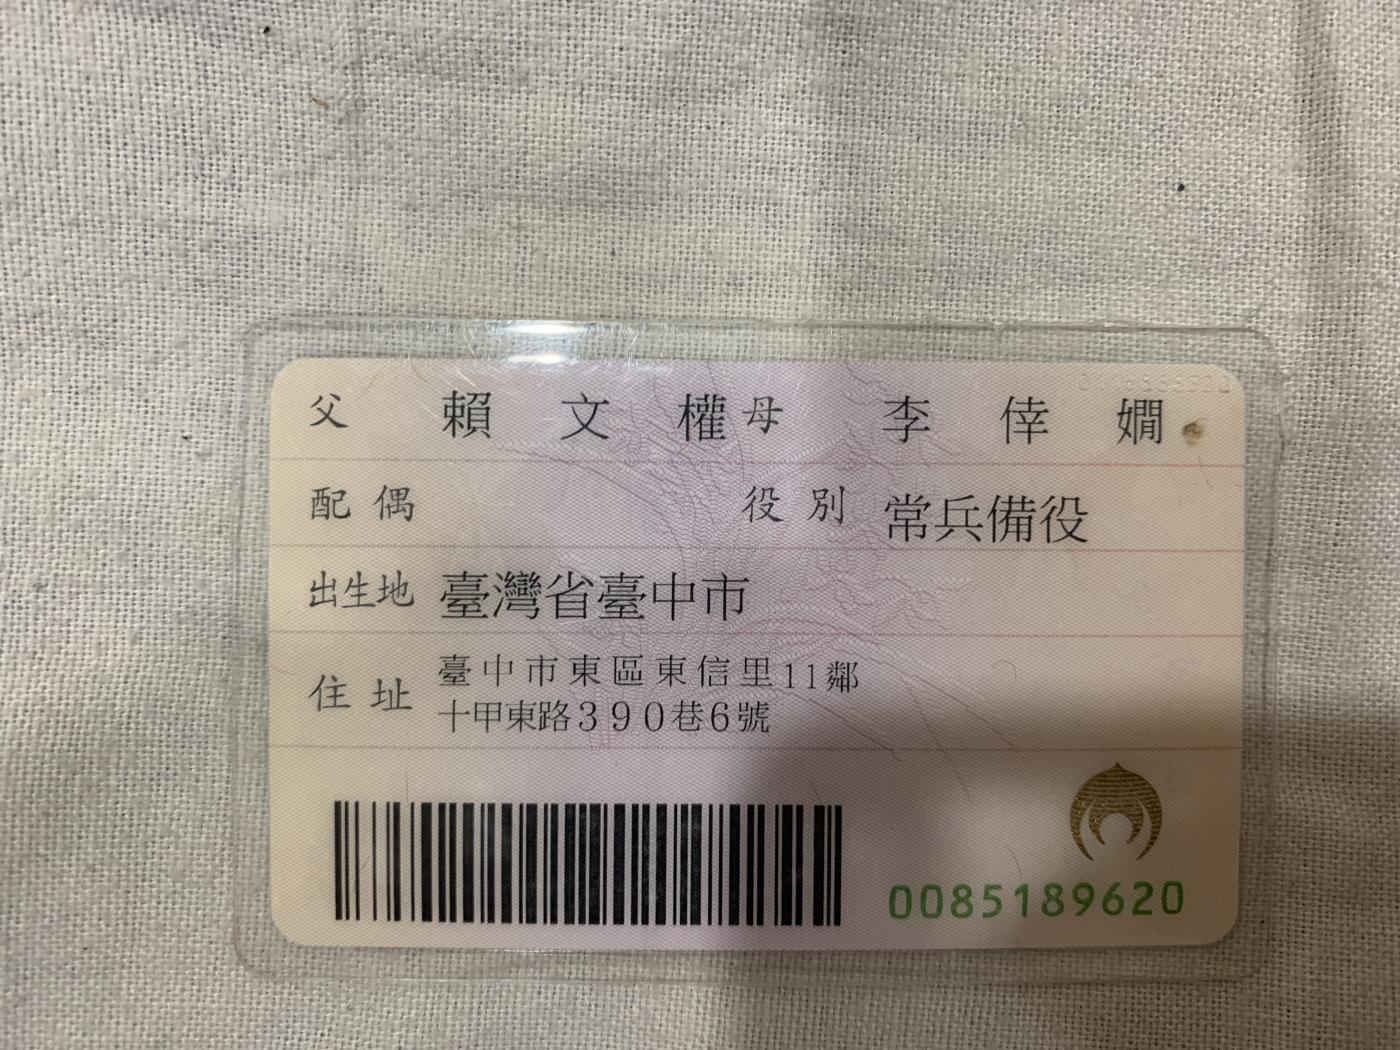 父 賴文權 母 李倖嫺
配偶 役別 常兵備役
出生地 臺灣省臺中市
住址 臺中市東區東信里11鄰
十甲東路390巷6號
0085189620